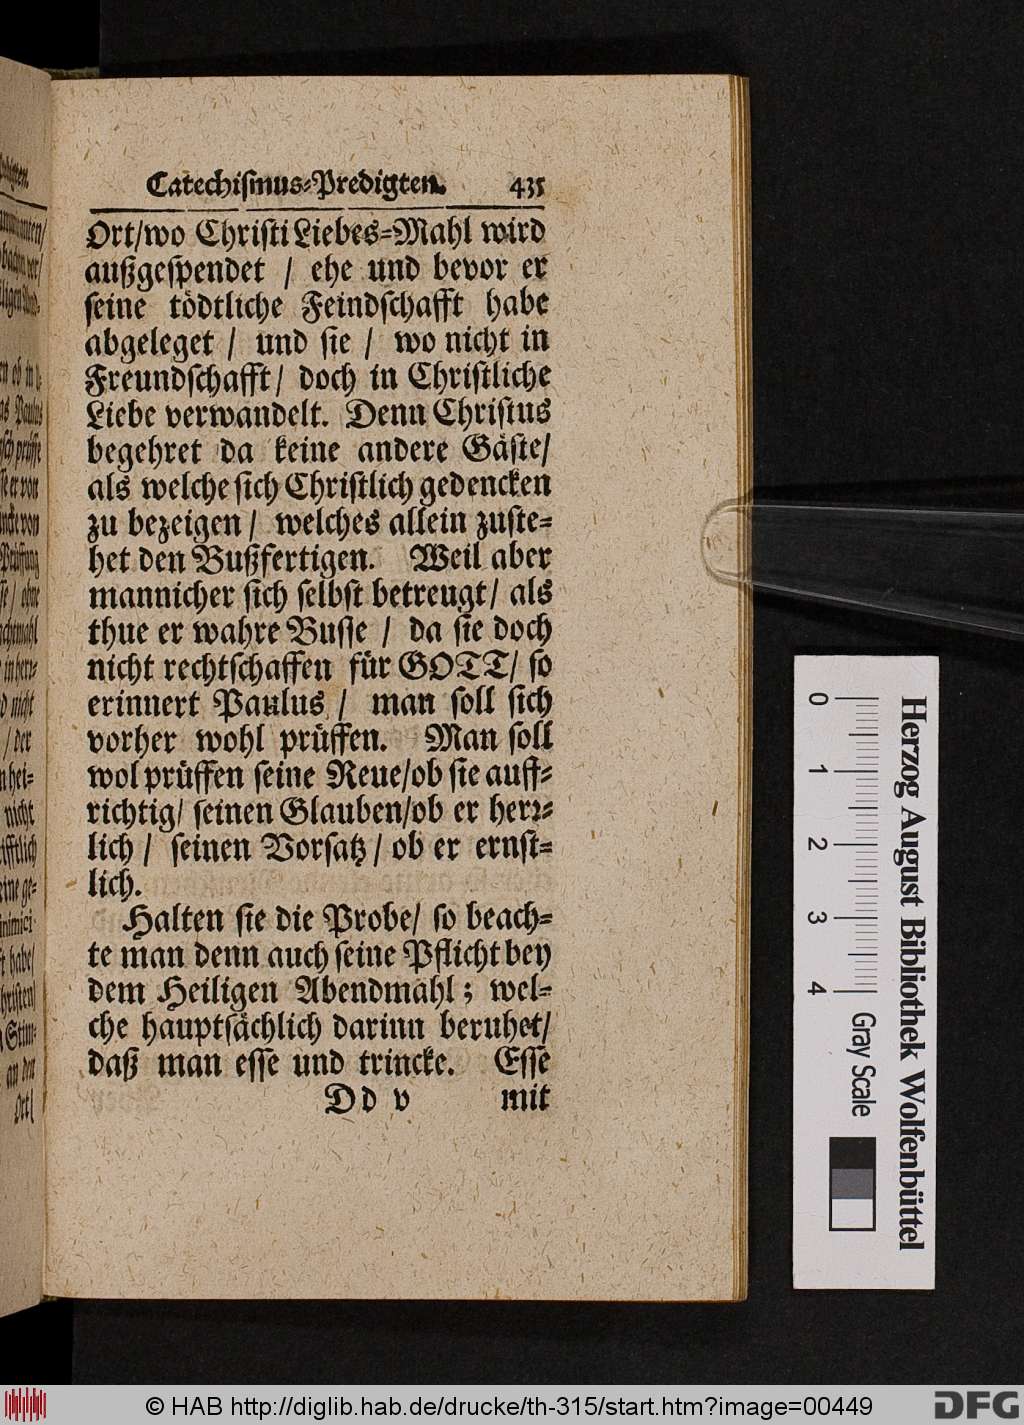 Catechiſmus-Predigten. 435
Ort/wo Chriſti Liebes-Mahl wird
außgeſpendet / ehe und bevor er
ſeine tödtliche Feindſchafft habe
abgeleget / und ſie / wo nicht in
Freundſchafft / doch in Chriſtliche
Liebe verwandelt. Denn Chriſtus
begehret da keine andere Gäſte/
als welche ſich Chriſtlich gedencken
zu bezeigen / welches allein zuſte-
het den Bußfertigen. Weil aber
mannicher ſich ſelbſt betreugt / als
thue er wahre Buſſe / da ſie doch
nicht rechtſchaffen für GOTT/ ſo
erinnert Paulus / man ſoll ſich
vorher wohl prüffen. Man ſoll
wol prüffen ſeine Reue/ob ſie auff-
richtig/ ſeinen Glauben/ob er herz-
lich / ſeinen Vorſatz / ob er ernſt-
lich.
Halten ſie die Probe/ ſo beach-
te man denn auch ſeine Pflicht bey
dem Heiligen Abendmahl; wel-
che hauptſächlich darinn beruhet/
daß man eſſe und trincke. Eſſe
Dd v mit
Herzog August Bibliothek Wolfenbüttel
0 1 2 3 4 Gray Scale
© HAB http://diglib.hab.de/drucke/th-315/start.htm?image=00449
DFG